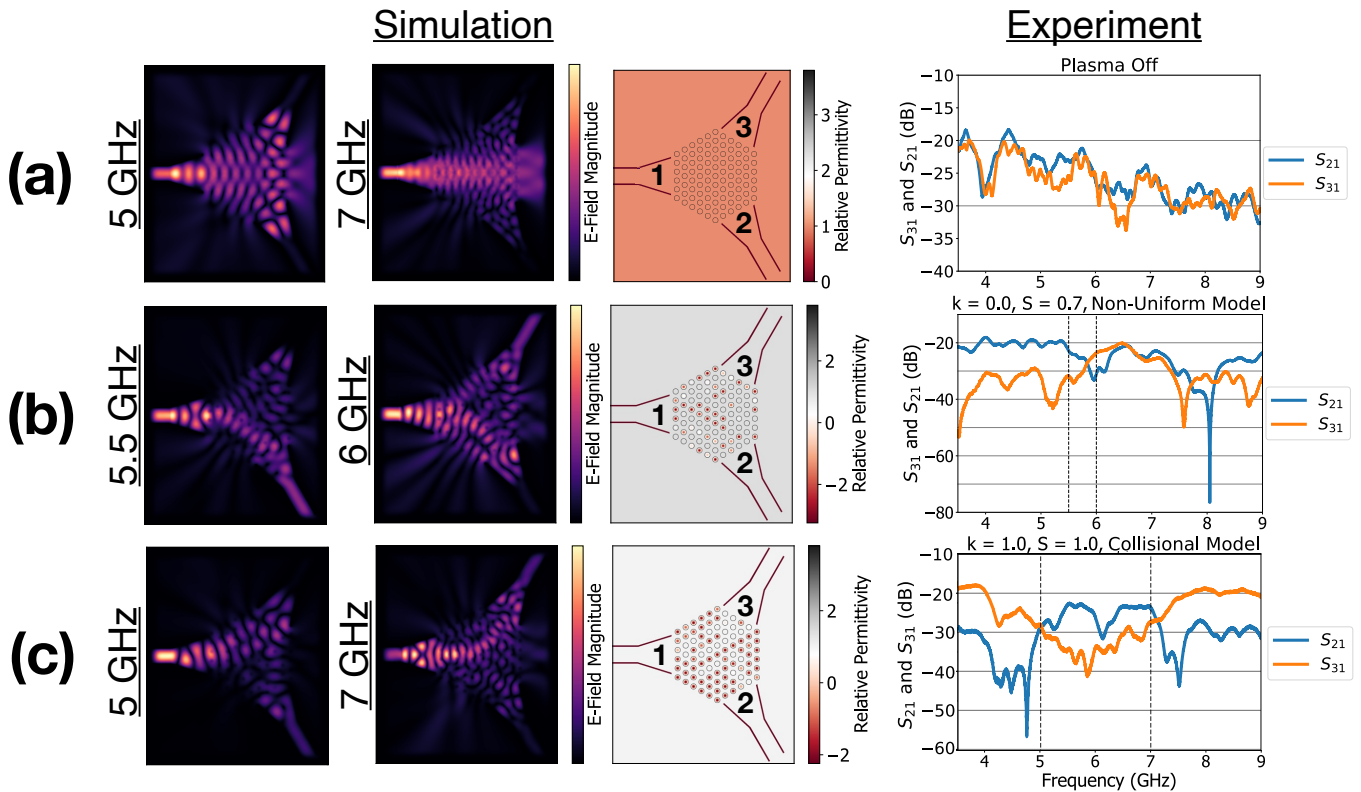 Simulation
Experiment
(a)
5 GHz
7 GHz
E-Field Magnitude
1
2
3
3
2
1
0
Relative Permittivity
Plasma Off
S31 and S21 (dB)
−10
−15
−20
−25
−30
−35
−40
4 5 6 7 8 9
S21
S31
(b)
5.5 GHz
6 GHz
E-Field Magnitude
1
2
3
2
0
−2
Relative Permittivity
k = 0.0, S = 0.7, Non-Uniform Model
S31 and S21 (dB)
−20
−40
−60
−80
4 5 6 7 8 9
S21
S31
(c)
5 GHz
7 GHz
E-Field Magnitude
1
2
3
2
0
−2
Relative Permittivity
k = 1.0, S = 1.0, Collisional Model
S21 and S31 (dB)
−10
−20
−30
−40
−50
−60
4 5 6 7 8 9
Frequency (GHz)
S21
S31